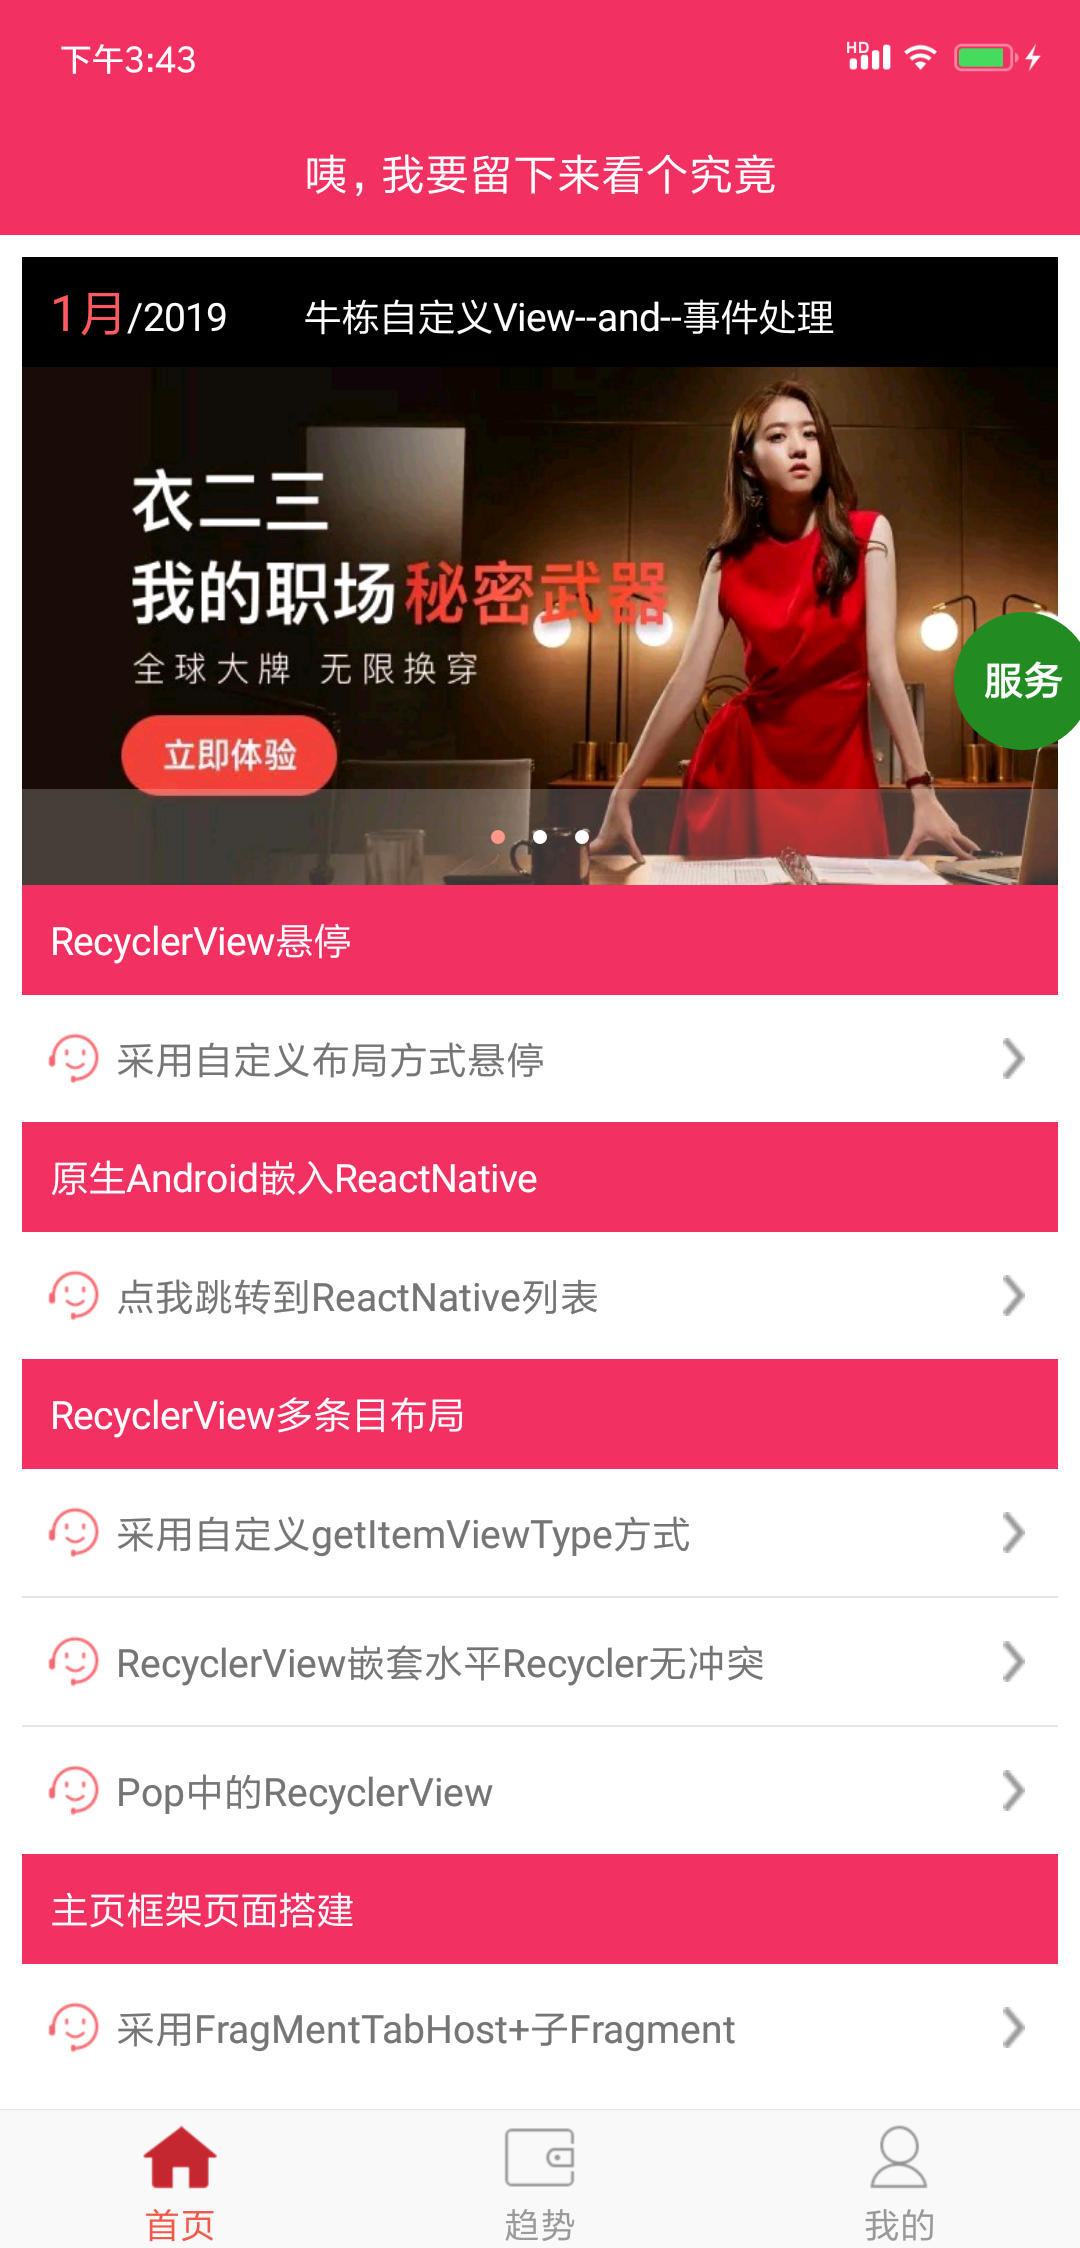 下午3:43
HD
咦,我要留下来看个究竟
1月/2019 牛栋自定义View--and--事件处理
衣二三
我的职场秘密武器
全球大牌 无限换穿
立即体验
服务
RecyclerView悬停
采用自定义布局方式悬停
原生Android嵌入ReactNative
点我跳转到ReactNative列表
RecyclerView多条目布局
采用自定义getItemViewType方式
RecyclerView嵌套水平Recycler无冲突
Pop中的RecyclerView
主页框架页面搭建
采用FragMentTabHost+子Fragment
首页 趋势 我的